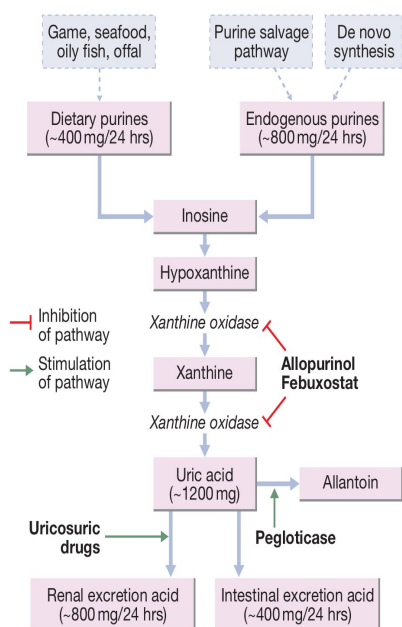 Game, seafood,
oily fish, offal
Purine salvage
pathway
De novo
synthesis
Dietary purines
(~400 mg/24 hrs)
Endogenous purines
(~800 mg/24 hrs)
Inosine
Hypoxanthine
Inhibition
of pathway
Xanthine oxidase
Stimulation
of pathway
Allopurinol
Febuxostat
Xanthine
Xanthine oxidase
Uric acid
(~1200 mg)
Allantoin
Uricosuric
drugs
Pegloticase
Renal excretion acid
(~800 mg/24 hrs)
Intestinal excretion acid
(~400 mg/24 hrs)